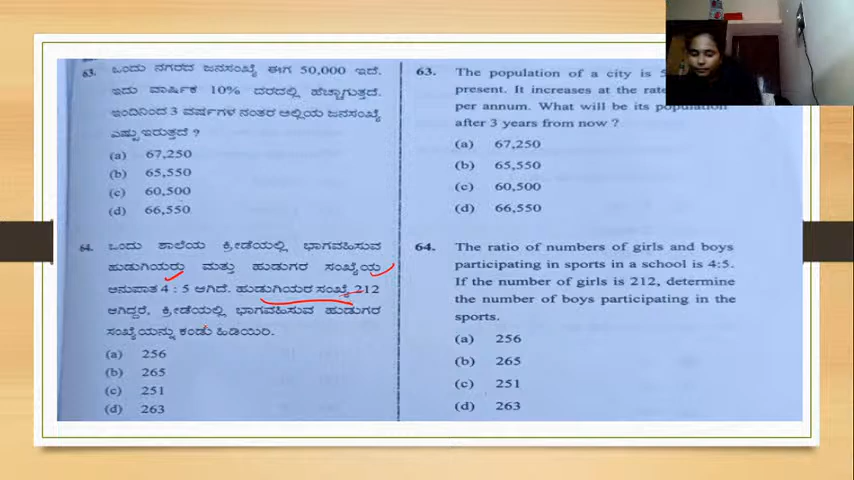 63. ಒಂದು ನಗರದ ಜನಸಂಖ್ಯೆ ಈಗ 50,000 ಇದೆ.
ಇದು ವಾರ್ಷಿಕ 10% ದರದಲ್ಲಿ ಹೆಚ್ಚಾಗುತ್ತದೆ.
ಇಂದಿನಿಂದ 3 ವರ್ಷಗಳ ನಂತರ ಅಲ್ಲಿಯ ಜನಸಂಖ್ಯೆ
ಎಷ್ಟು ಇರುತ್ತದೆ ?
(a) 67,250
(b) 65,550
(c) 60,500
(d) 66,550
64. ಒಂದು ಶಾಲೆಯ ಕ್ರೀಡೆಯಲ್ಲಿ ಭಾಗವಹಿಸುವ
ಹುಡುಗಿಯರು ಮತ್ತು ಹುಡುಗರ ಸಂಖ್ಯೆಯ
ಅನುಪಾತ 4 : 5 ಆಗಿದೆ. ಹುಡುಗಿಯರ ಸಂಖ್ಯೆ 212
ಆಗಿದ್ದರೆ, ಕ್ರೀಡೆಯಲ್ಲಿ ಭಾಗವಹಿಸುವ ಹುಡುಗರ
ಸಂಖ್ಯೆಯನ್ನು ಕಂಡು ಹಿಡಿಯಿರಿ.
(a) 256
(b) 265
(c) 251
(d) 263
63. The population of a city is
present. It increases at the rate
per annum. What will be its population
after 3 years from now ?
(a) 67,250
(b) 65,550
(c) 60,500
(d) 66,550
64. The ratio of numbers of girls and boys
participating in sports in a school is 4:5.
If the number of girls is 212, determine
the number of boys participating in the
sports.
(a) 256
(b) 265
(c) 251
(d) 263